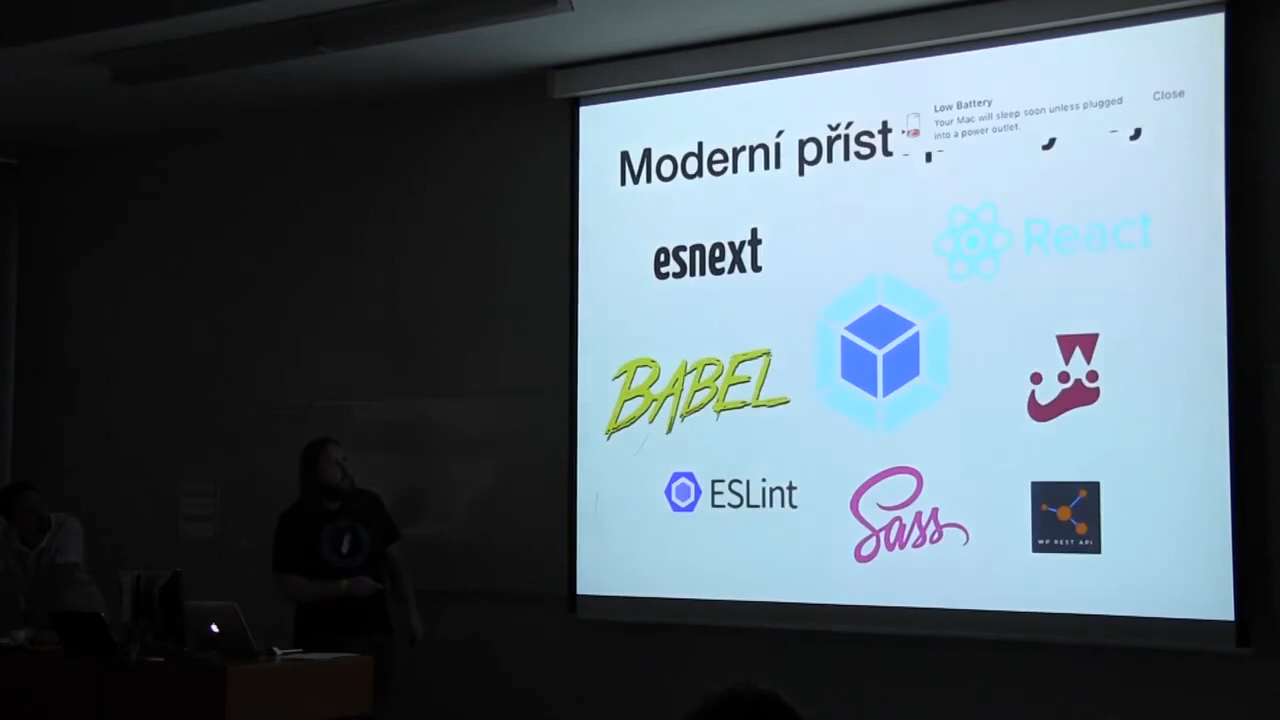 Low Battery
Close
Your Mac will sleep soon unless plugged
into a power outlet.
Moderní příst
esnext
React
BABEL
ESLint
Sass
WP REST API